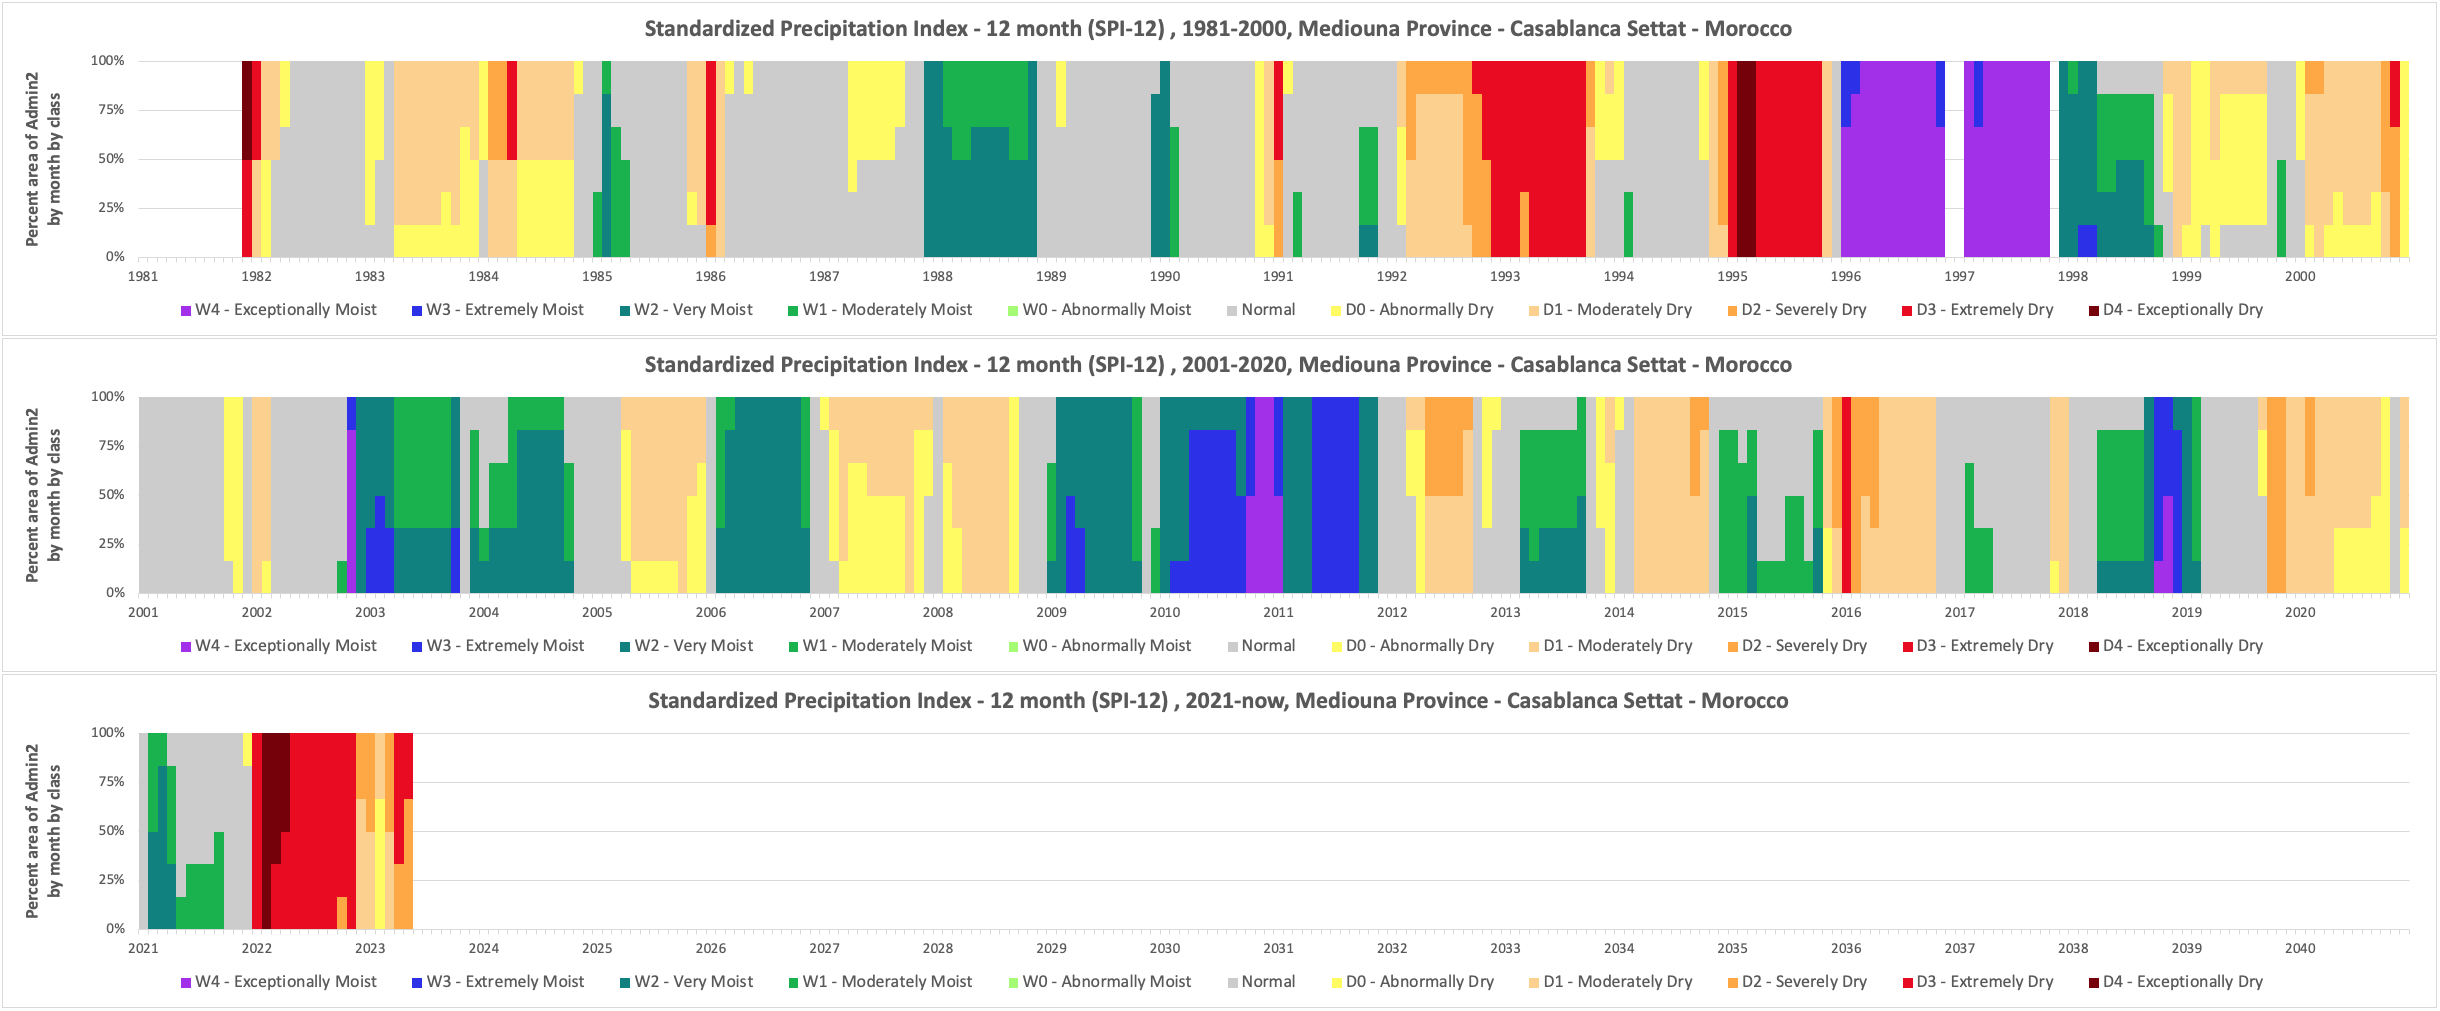 Standardized Precipitation Index - 12 month (SPI-12) , 1981-2000, Mediouna Province - Casablanca Settat - Morocco
Percent area of Admin2
by month by class
100%
75%
50%
25%
0%
1981 1982 1983 1984 1985 1986 1987 1988 1989 1990 1991 1992 1993 1994 1995 1996 1997 1998 1999 2000
W4 - Exceptionally Moist W3 - Extremely Moist W2 - Very Moist W1 - Moderately Moist W0 - Abnormally Moist Normal D0 - Abnormally Dry D1 - Moderately Dry D2 - Severely Dry D3 - Extremely Dry D4 - Exceptionally Dry
Standardized Precipitation Index - 12 month (SPI-12) , 2001-2020, Mediouna Province - Casablanca Settat - Morocco
Percent area of Admin2
by month by class
100%
75%
50%
25%
0%
2001 2002 2003 2004 2005 2006 2007 2008 2009 2010 2011 2012 2013 2014 2015 2016 2017 2018 2019 2020
W4 - Exceptionally Moist W3 - Extremely Moist W2 - Very Moist W1 - Moderately Moist W0 - Abnormally Moist Normal D0 - Abnormally Dry D1 - Moderately Dry D2 - Severely Dry D3 - Extremely Dry D4 - Exceptionally Dry
Standardized Precipitation Index - 12 month (SPI-12) , 2021-now, Mediouna Province - Casablanca Settat - Morocco
Percent area of Admin2
by month by class
100%
75%
50%
25%
0%
2021 2022 2023 2024 2025 2026 2027 2028 2029 2030 2031 2032 2033 2034 2035 2036 2037 2038 2039 2040
W4 - Exceptionally Moist W3 - Extremely Moist W2 - Very Moist W1 - Moderately Moist W0 - Abnormally Moist Normal D0 - Abnormally Dry D1 - Moderately Dry D2 - Severely Dry D3 - Extremely Dry D4 - Exceptionally Dry